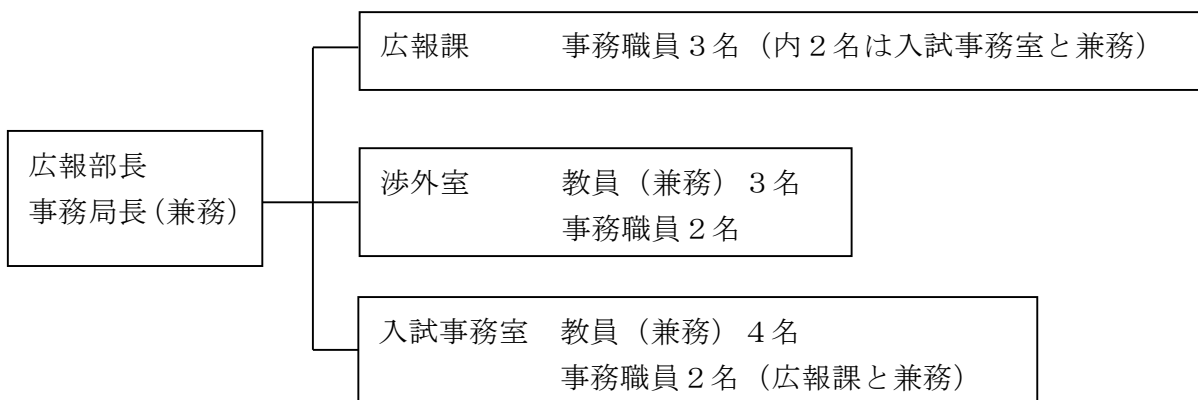 広報課 事務職員3名(内2名は入試事務室と兼務)
広報部長
事務局長(兼務)
渉外室 教員(兼務)3名
事務職員2名
入試事務室 教員(兼務)4名
事務職員2名(広報課と兼務)